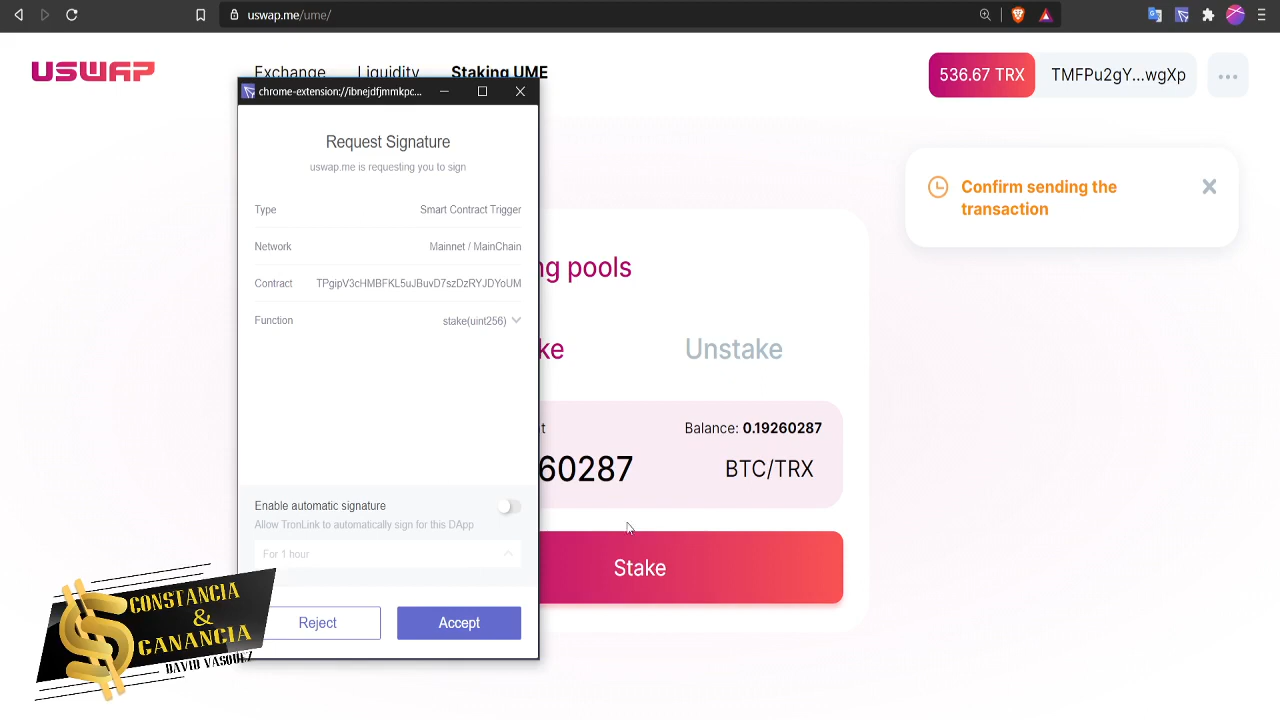 uswap.me/ume/
USWAP
Exchange
Liquidity
Staking UME
536.67 TRX
TMFPu2gY...wgXp
chrome-extension://ibnejdfjmmkpc...
Request Signature
uswap.me is requesting you to sign
Type
Smart Contract Trigger
Network
Mainnet / MainChain
Contract
TPgipV3cHMBFKL5uJBuvD7szDzRYJDYoUM
Function
stake(uint256)
Enable automatic signature
Allow TronLink to automatically sign for this DApp
For 1 hour
Reject
Accept
Confirm sending the
transaction
ng pools
ke
Unstake
t
Balance: 0.19260287
60287
BTC/TRX
Stake
CONSTANCIA
&
GANANCIA
DAVID VASQUEZ